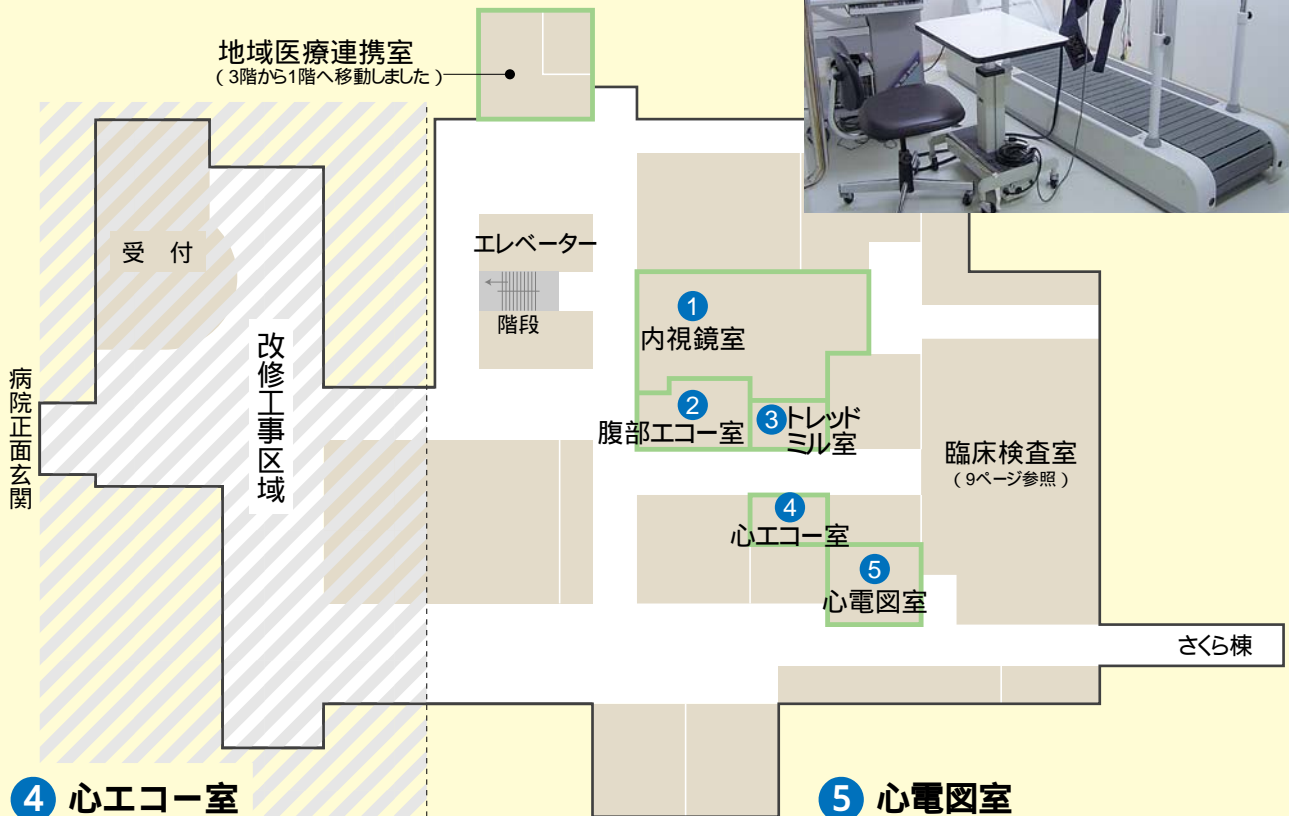 地域医療連携室
(3階から1階へ移動しました)
受 付
エレベーター
階段
改修工事区域
病院正面玄関
1
内視鏡室
2
腹部エコー室
3 トレッド
ミル室
臨床検査室
(9ページ参照)
4
心エコー室
5
心電図室
さくら棟
4 心エコー室
5 心電図室